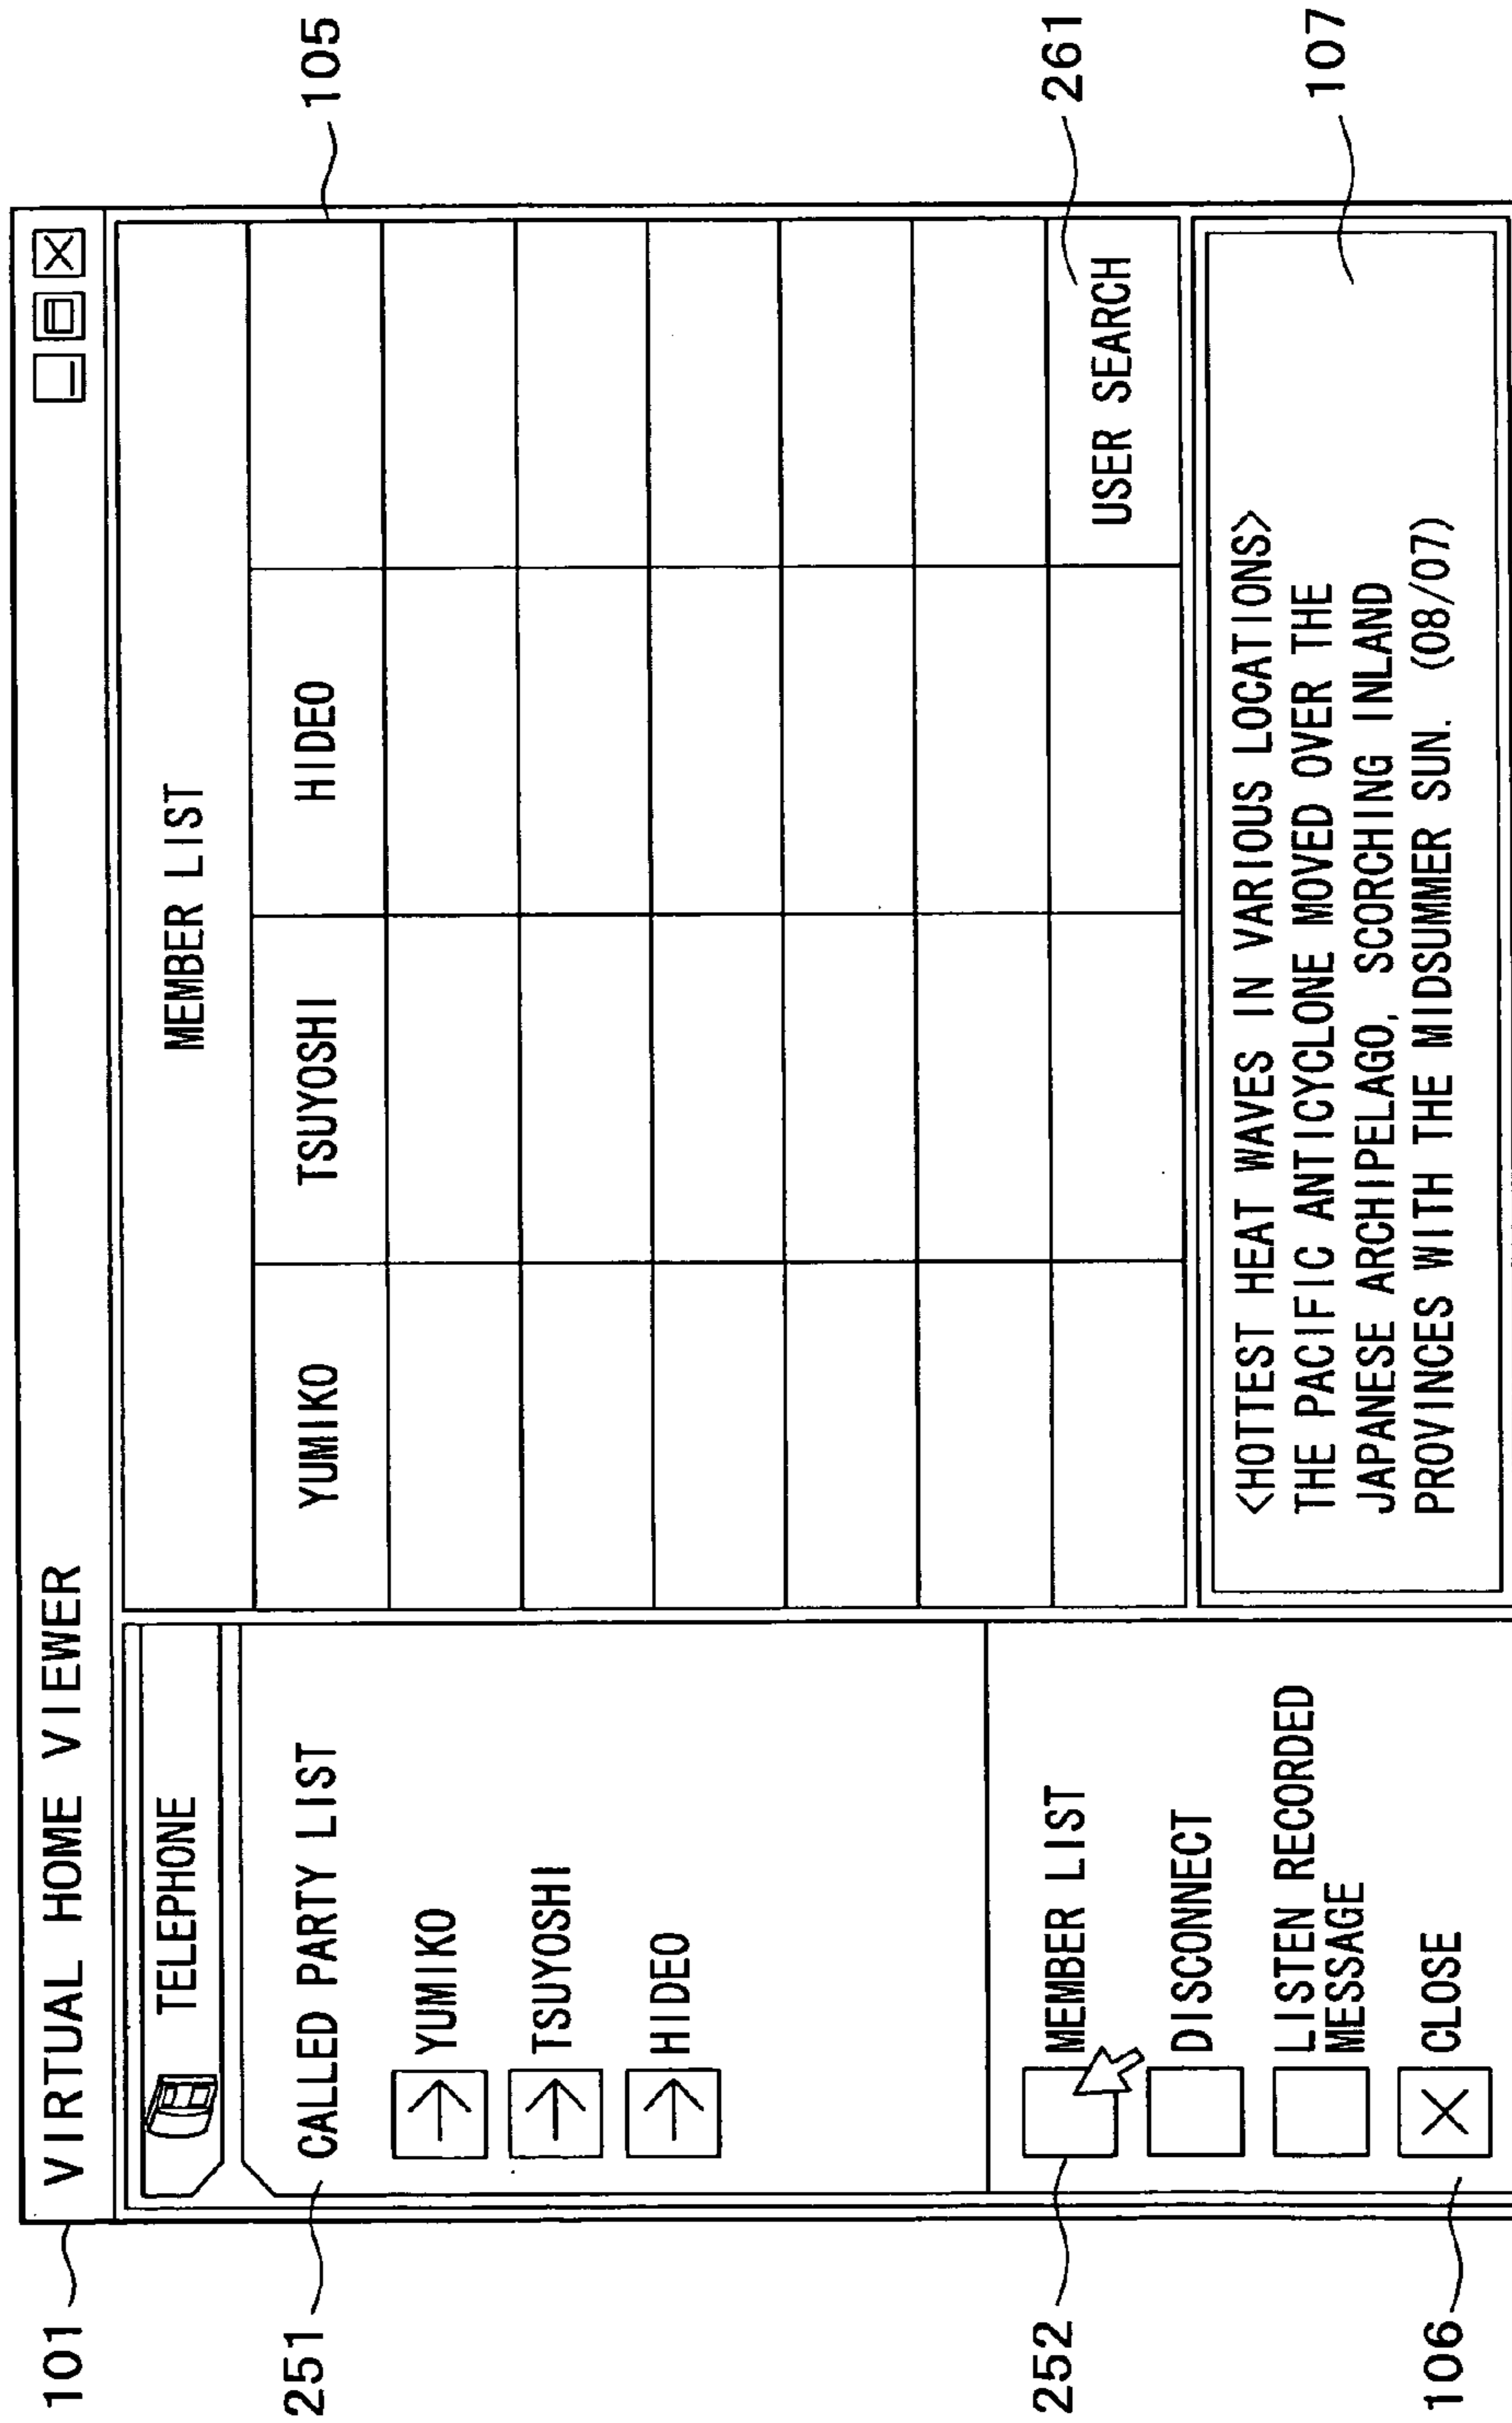 101
VIRTUAL HOME VIEWER
TELEPHONE
251
CALLED PARTY LIST
YUMIKO
TSUYOSHI
HIDEO
252
MEMBER LIST
DISCONNECT
LISTEN RECORDED
MESSAGE
106
CLOSE
MEMBER LIST
105
YUMIKO TSUYOSHI HIDEO
USER SEARCH
261
<HOTTEST HEAT WAVES IN VARIOUS LOCATIONS>
THE PACIFIC ANTICYCLONE MOVED OVER THE
JAPANESE ARCHIPELAGO, SCORCHING INLAND
PROVINCES WITH THE MIDSUMMER SUN. (08/07)
107